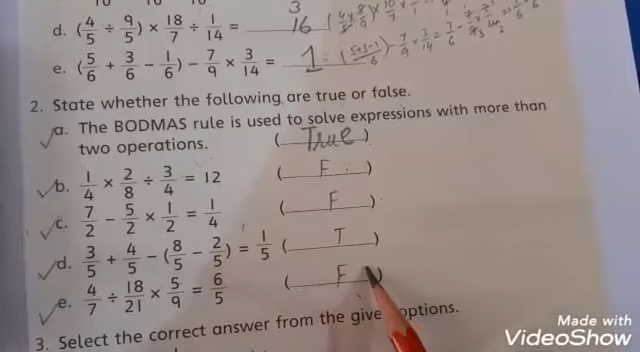 d. (4/5 ÷ 9/5) × 18/7 ÷ 1/14 = 16
e. (5/6 + 3/6 − 1/6) − 7/9 × 3/14 = 1
2. State whether the following are true or false.
a. The BODMAS rule is used to solve expressions with more than
two operations. (True)
b. 1/4 × 2/8 ÷ 3/4 = 12 (F)
c. 7/2 − 5/2 × 1/2 = 1/4 (F)
d. 3/5 + 4/5 − (8/5 − 2/5) = 1/5 (T)
e. 4/7 ÷ 18/21 × 5/9 = 6/5 (F)
3. Select the correct answer from the give options.
Made with
VideoShow